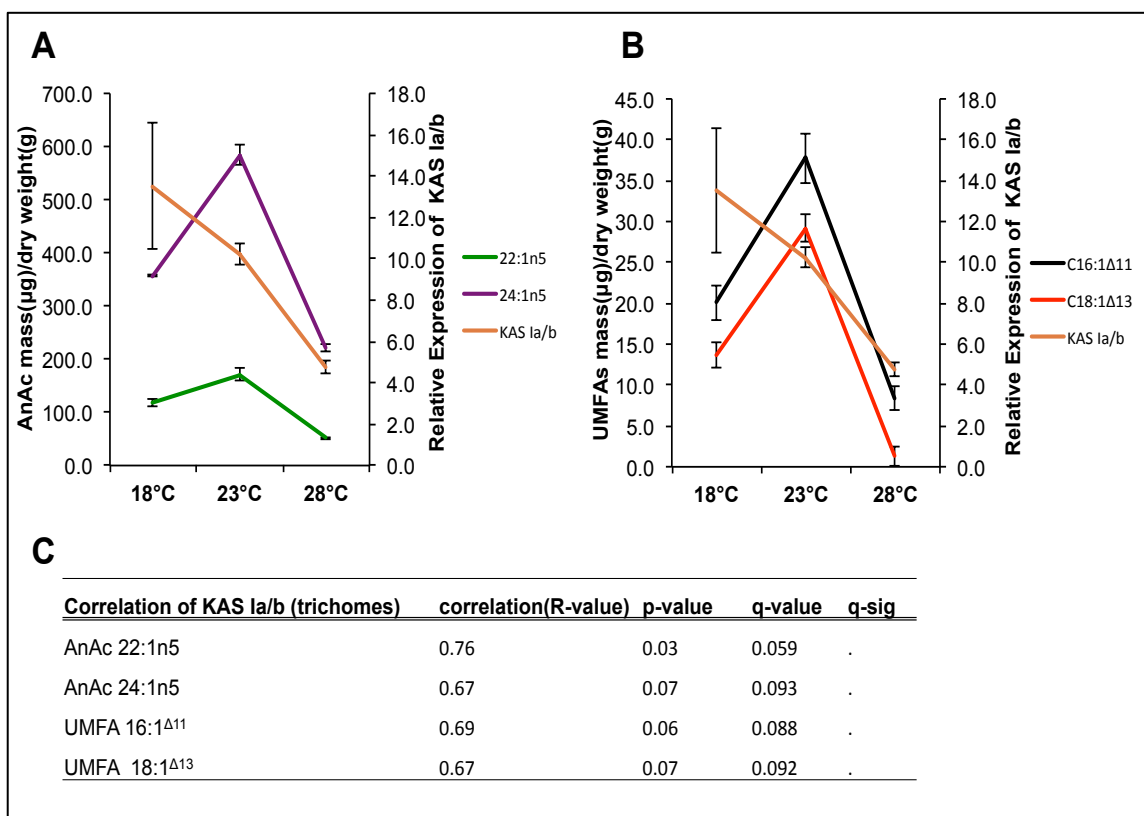 A
AnAc mass(µg)/dry weight(g)
700.0
600.0
500.0
400.0
300.0
200.0
100.0
0.0
18°C 23°C 28°C
18.0
16.0
14.0
12.0
10.0
8.0
6.0
4.0
2.0
0.0
Relative Expression of KAS Ia/b
22:1n5
24:1n5
KAS Ia/b
B
UMFAs mass(µg)/dry weight(g)
45.0
40.0
35.0
30.0
25.0
20.0
15.0
10.0
5.0
0.0
18°C 23°C 28°C
18.0
16.0
14.0
12.0
10.0
8.0
6.0
4.0
2.0
0.0
Relative Expression of KAS Ia/b
C16:1Δ11
C18:1Δ13
KAS Ia/b
C
Correlation of KAS Ia/b (trichomes) correlation(R-value) p-value q-value q-sig
AnAc 22:1n5 0.76 0.03 0.059 .
AnAc 24:1n5 0.67 0.07 0.093 .
UMFA 16:1Δ11 0.69 0.06 0.088 .
UMFA 18:1Δ13 0.67 0.07 0.092 .